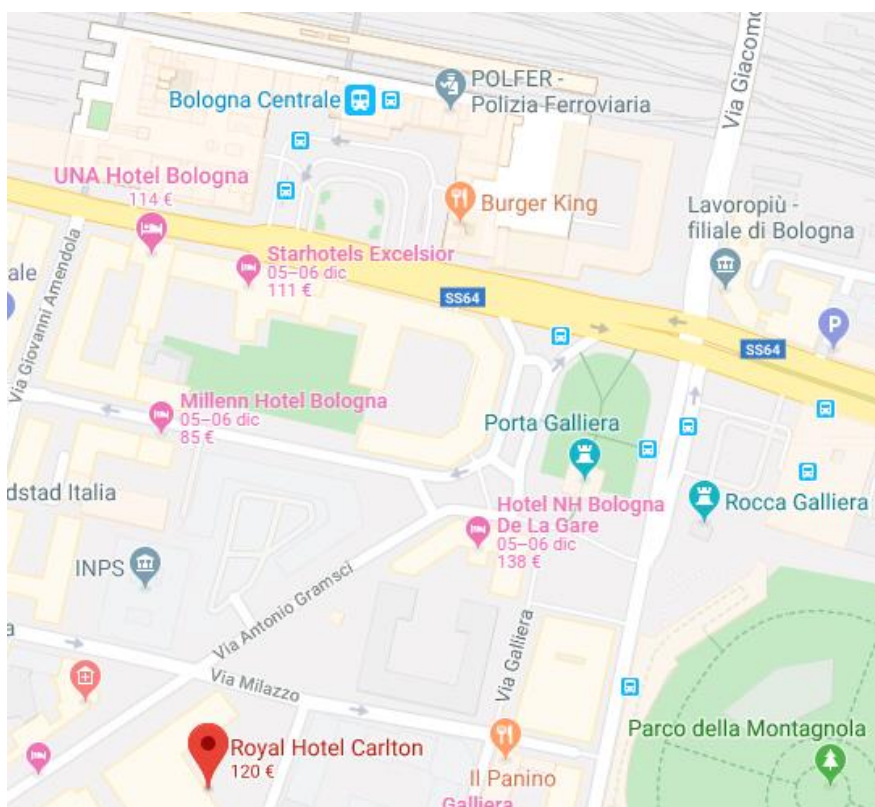 Via Giacomo
POLFER -
Polizia Ferroviaria
Bologna Centrale
UNA Hotel Bologna
114 €
Burger King
Lavoropiù -
filiale di Bologna
Starhotels Excelsior
05–06 dic
111 €
ale
SS64
Via Giovanni Amendola
P
SS64
Millenn Hotel Bologna
05–06 dic
85 €
Porta Galliera
dstad Italia
Hotel NH Bologna
De La Gare
05–06 dic
138 €
Rocca Galliera
INPS
Via Antonio Gramsci
a
Via Galliera
Via Milazzo
Parco della Montagnola
Royal Hotel Carlton
120 €
Il Panino
Galliera